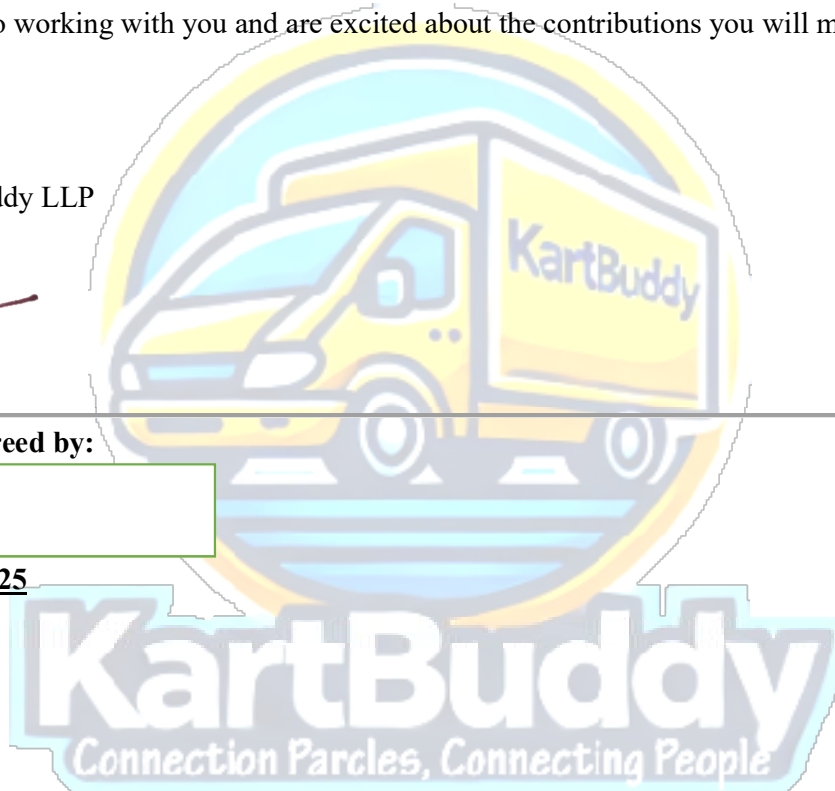 o working with you and are excited about the contributions you will m
ddy LLP
KartBuddy
reed by:
25
KartBuddy
Connection Parcles, Connecting People